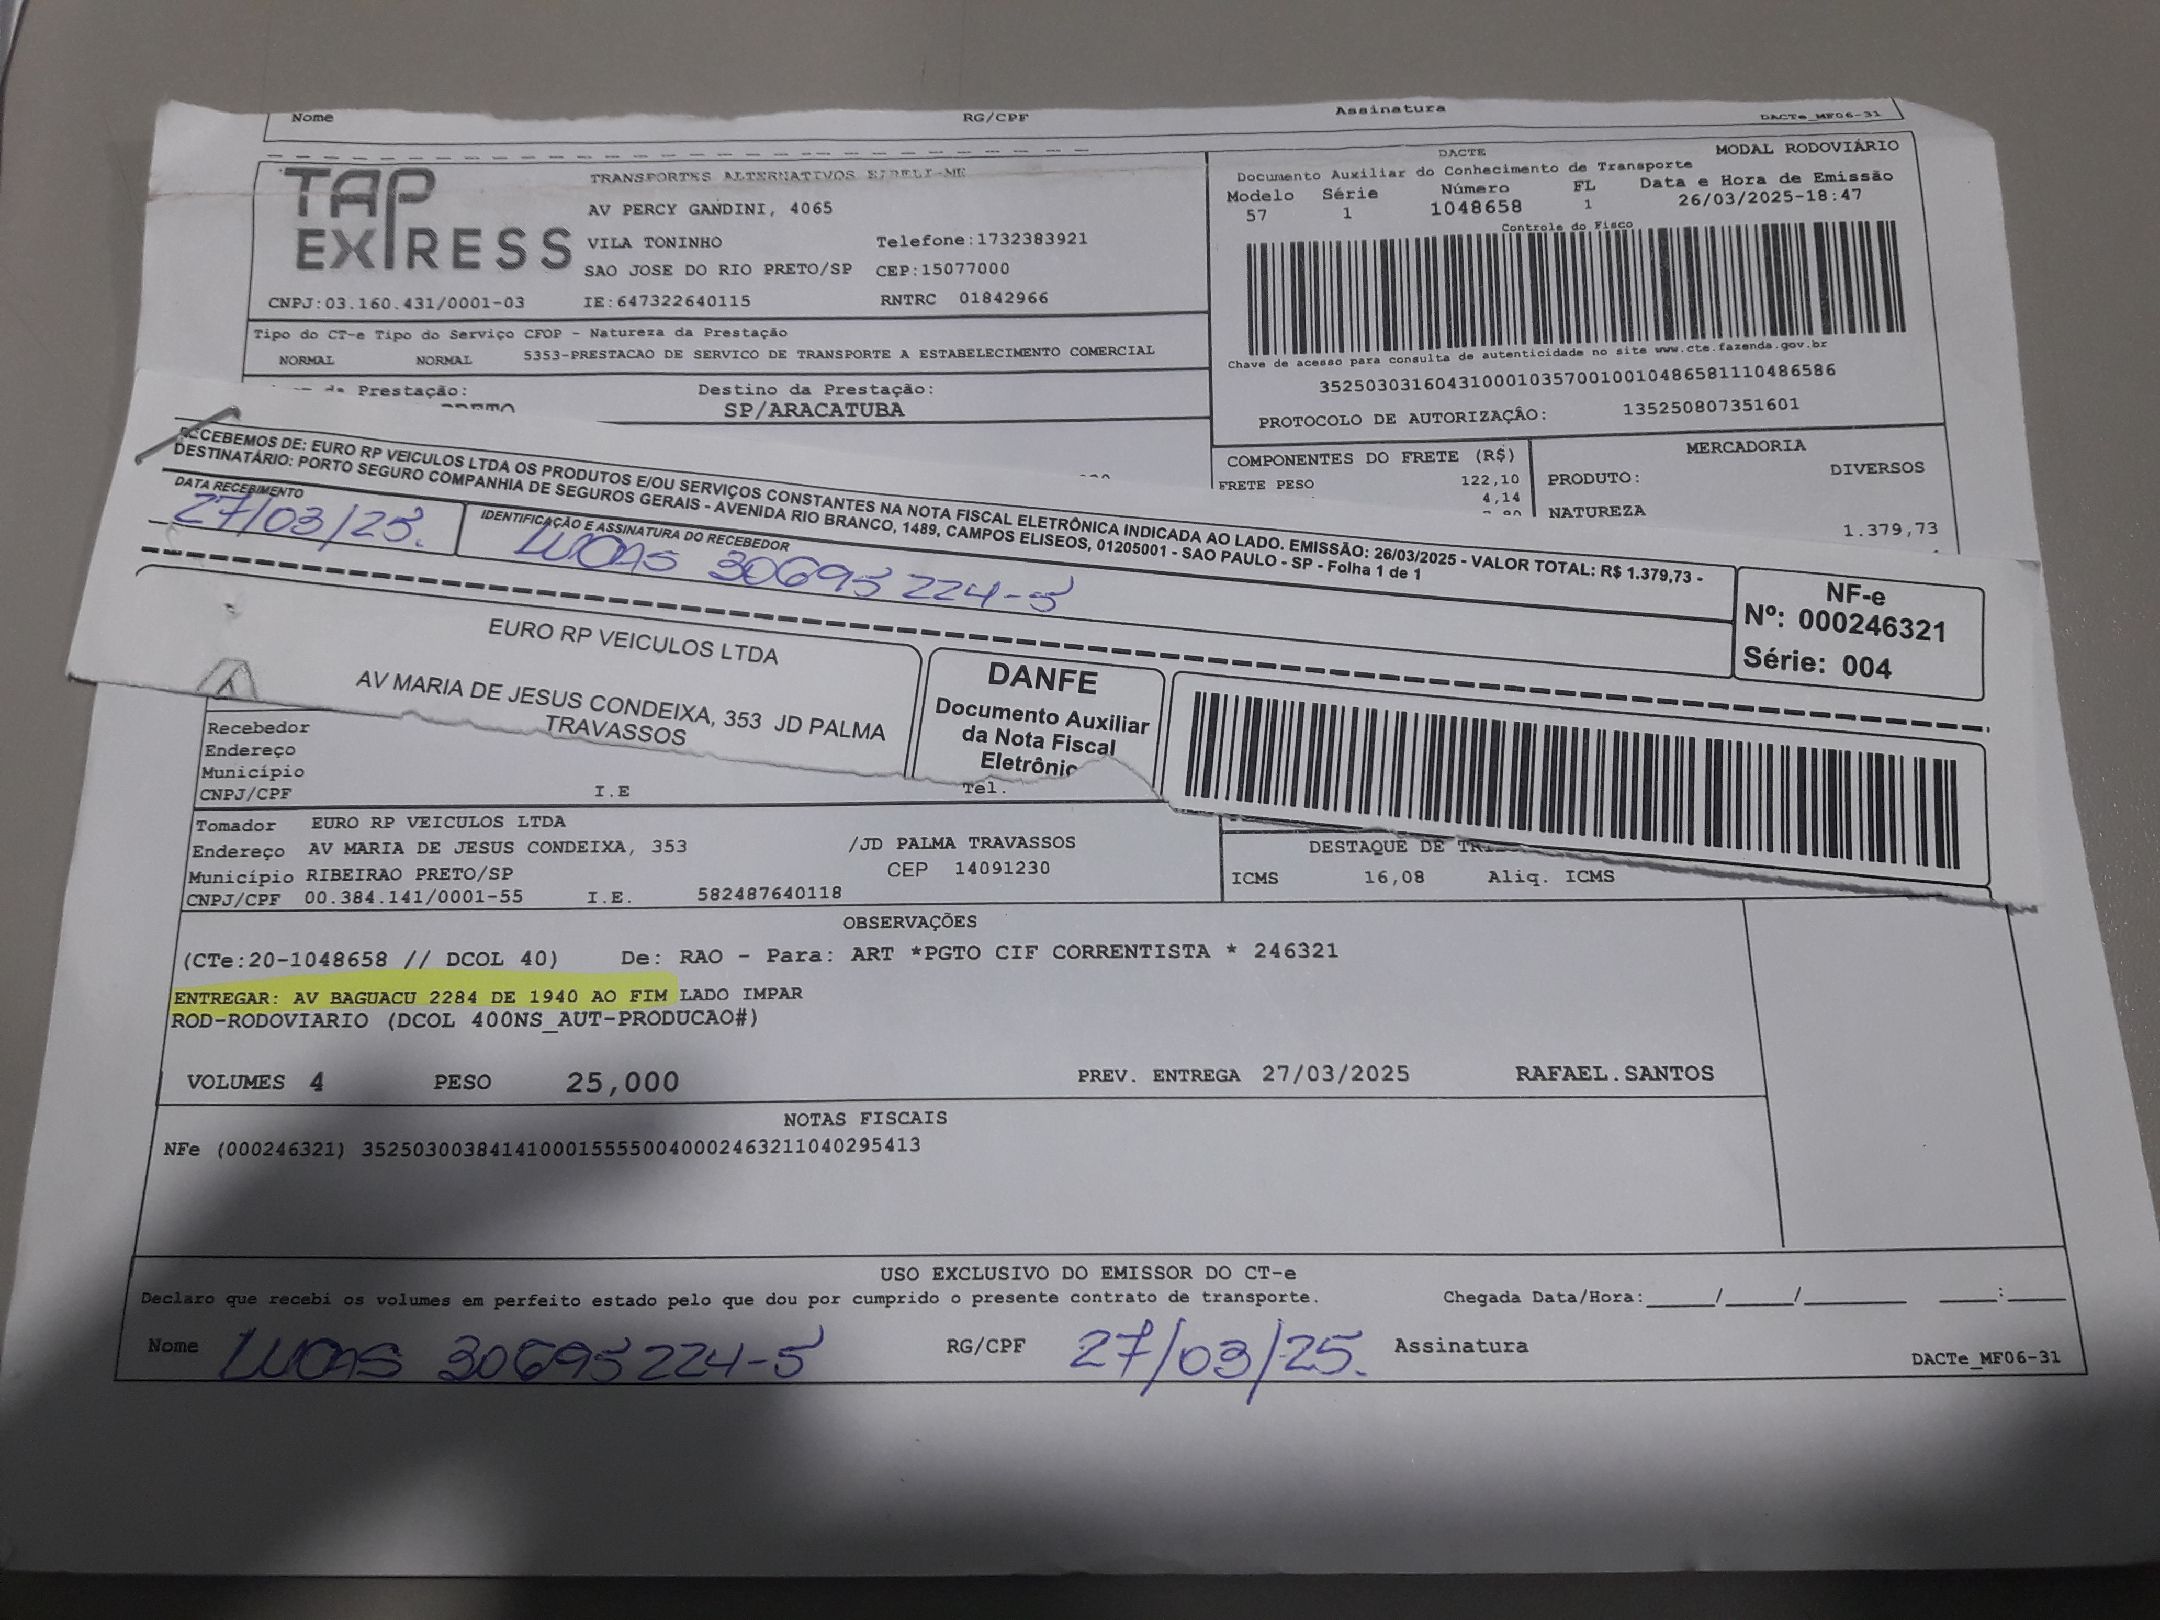 Nome RG/CPF Assinatura DACTe_MF06-31
TAP EXPRESS
TRANSPORTES ALTERNATIVOS EIRELI-ME
AV PERCY GANDINI, 4065
VILA TONINHO Telefone:1732383921
SAO JOSE DO RIO PRETO/SP CEP:15077000
CNPJ:03.160.431/0001-03 IE:647322640115 RNTRC 01842966
DACTE MODAL RODOVIÁRIO
Documento Auxiliar do Conhecimento de Transporte
Modelo Série Número FL Data e Hora de Emissão
57 1 1048658 1 26/03/2025-18:47
Controle do Fisco
Chave de acesso para consulta de autenticidade no site www.cte.fazenda.gov.br
35250303160431000103570010010486581110486586
PROTOCOLO DE AUTORIZAÇÃO: 135250807351601
Tipo do CT-e Tipo do Serviço CFOP - Natureza da Prestação
NORMAL NORMAL 5353-PRESTACAO DE SERVICO DE TRANSPORTE A ESTABELECIMENTO COMERCIAL
da Prestação: Destino da Prestação:
SP/ARACATUBA
COMPONENTES DO FRETE (R$) MERCADORIA
FRETE PESO 122,10 PRODUTO: DIVERSOS
4,14 NATUREZA
1.379,73
RECEBEMOS DE: EURO RP VEICULOS LTDA OS PRODUTOS E/OU SERVIÇOS CONSTANTES NA NOTA FISCAL ELETRÔNICA INDICADA AO LADO. EMISSÃO: 26/03/2025 - VALOR TOTAL: R$ 1.379,73 -
DESTINATÁRIO: PORTO SEGURO COMPANHIA DE SEGUROS GERAIS - AVENIDA RIO BRANCO, 1489, CAMPOS ELISEOS, 01205001 - SAO PAULO - SP - Folha 1 de 1
DATA RECEBIMENTO IDENTIFICAÇÃO E ASSINATURA DO RECEBEDOR
27/03/25. LUCAS 30695224-5
NF-e
Nº: 000246321
Série: 004
EURO RP VEICULOS LTDA
AV MARIA DE JESUS CONDEIXA, 353 JD PALMA
TRAVASSOS
DANFE
Documento Auxiliar
da Nota Fiscal
Eletrônic
Recebedor
Endereço
Município
CNPJ/CPF I.E Tel.
Tomador EURO RP VEICULOS LTDA
Endereço AV MARIA DE JESUS CONDEIXA, 353 /JD PALMA TRAVASSOS
Município RIBEIRAO PRETO/SP CEP 14091230
CNPJ/CPF 00.384.141/0001-55 I.E. 582487640118
DESTAQUE DE
ICMS 16,08 Aliq. ICMS
OBSERVAÇÕES
(CTe:20-1048658 // DCOL 40) De: RAO - Para: ART *PGTO CIF CORRENTISTA * 246321
ENTREGAR: AV BAGUACU 2284 DE 1940 AO FIM LADO IMPAR
ROD-RODOVIARIO (DCOL 400NS_AUT-PRODUCAO#)
VOLUMES 4 PESO 25,000 PREV. ENTREGA 27/03/2025 RAFAEL.SANTOS
NOTAS FISCAIS
NFe (000246321) 35250300384141000155550040002463211040295413
USO EXCLUSIVO DO EMISSOR DO CT-e
Declaro que recebi os volumes em perfeito estado pelo que dou por cumprido o presente contrato de transporte. Chegada Data/Hora:_____/_____/________ _____:_____
Nome LUCAS 30695224-5 RG/CPF 27/03/25. Assinatura
DACTe_MF06-31